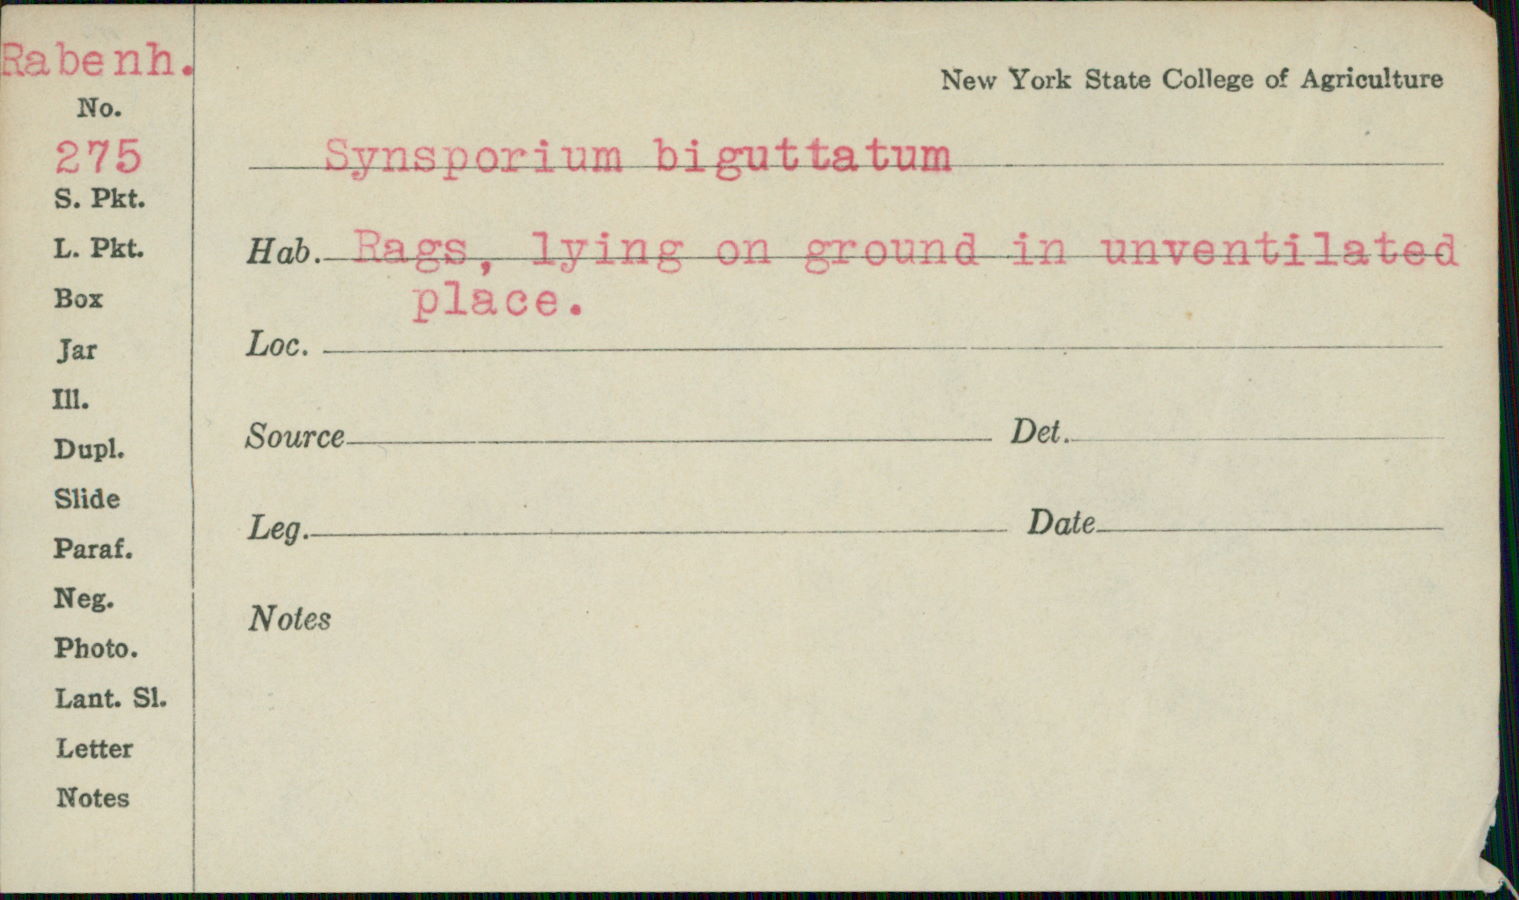 Rabenh.
No.
275
S. Pkt.
L. Pkt.
Box
Jar
Ill.
Dupl.
Slide
Paraf.
Neg.
Photo.
Lant. Sl.
Letter
Notes
New York State College of Agriculture
Synsporium biguttatum
Hab. Rags, lying on ground in unventilated
place.
Loc.
Source Det.
Leg. Date
Notes